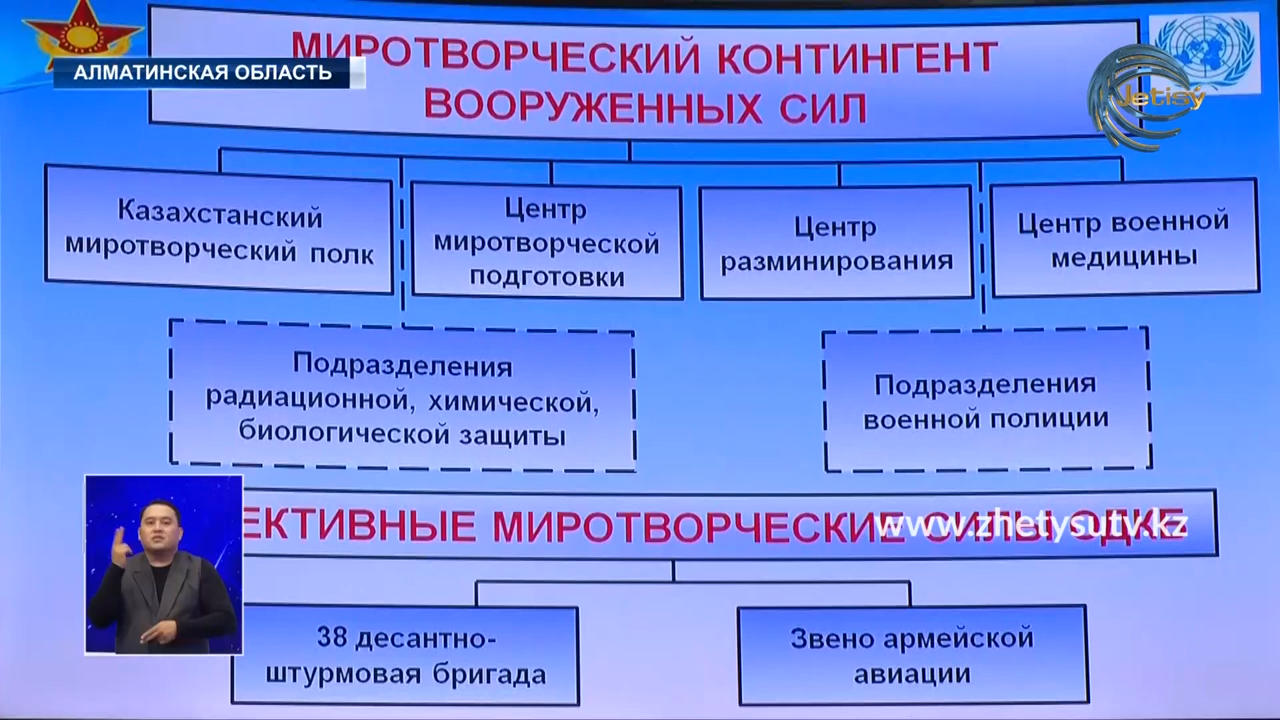 АЛМАТИНСКАЯ ОБЛАСТЬ
Jetisý
МИРОТВОРЧЕСКИЙ КОНТИНГЕНТ
ВООРУЖЕННЫХ СИЛ
Казахстанский
миротворческий полк
Центр
миротворческой
подготовки
Центр
разминирования
Центр военной
медицины
Подразделения
радиационной, химической,
биологической защиты
Подразделения
военной полиции
ЕКТИВНЫЕ МИРОТВОРЧЕСКИЕ СИЛЫ ОДКБ
www.zhetysutv.kz
38 десантно-
штурмовая бригада
Звено армейской
авиации